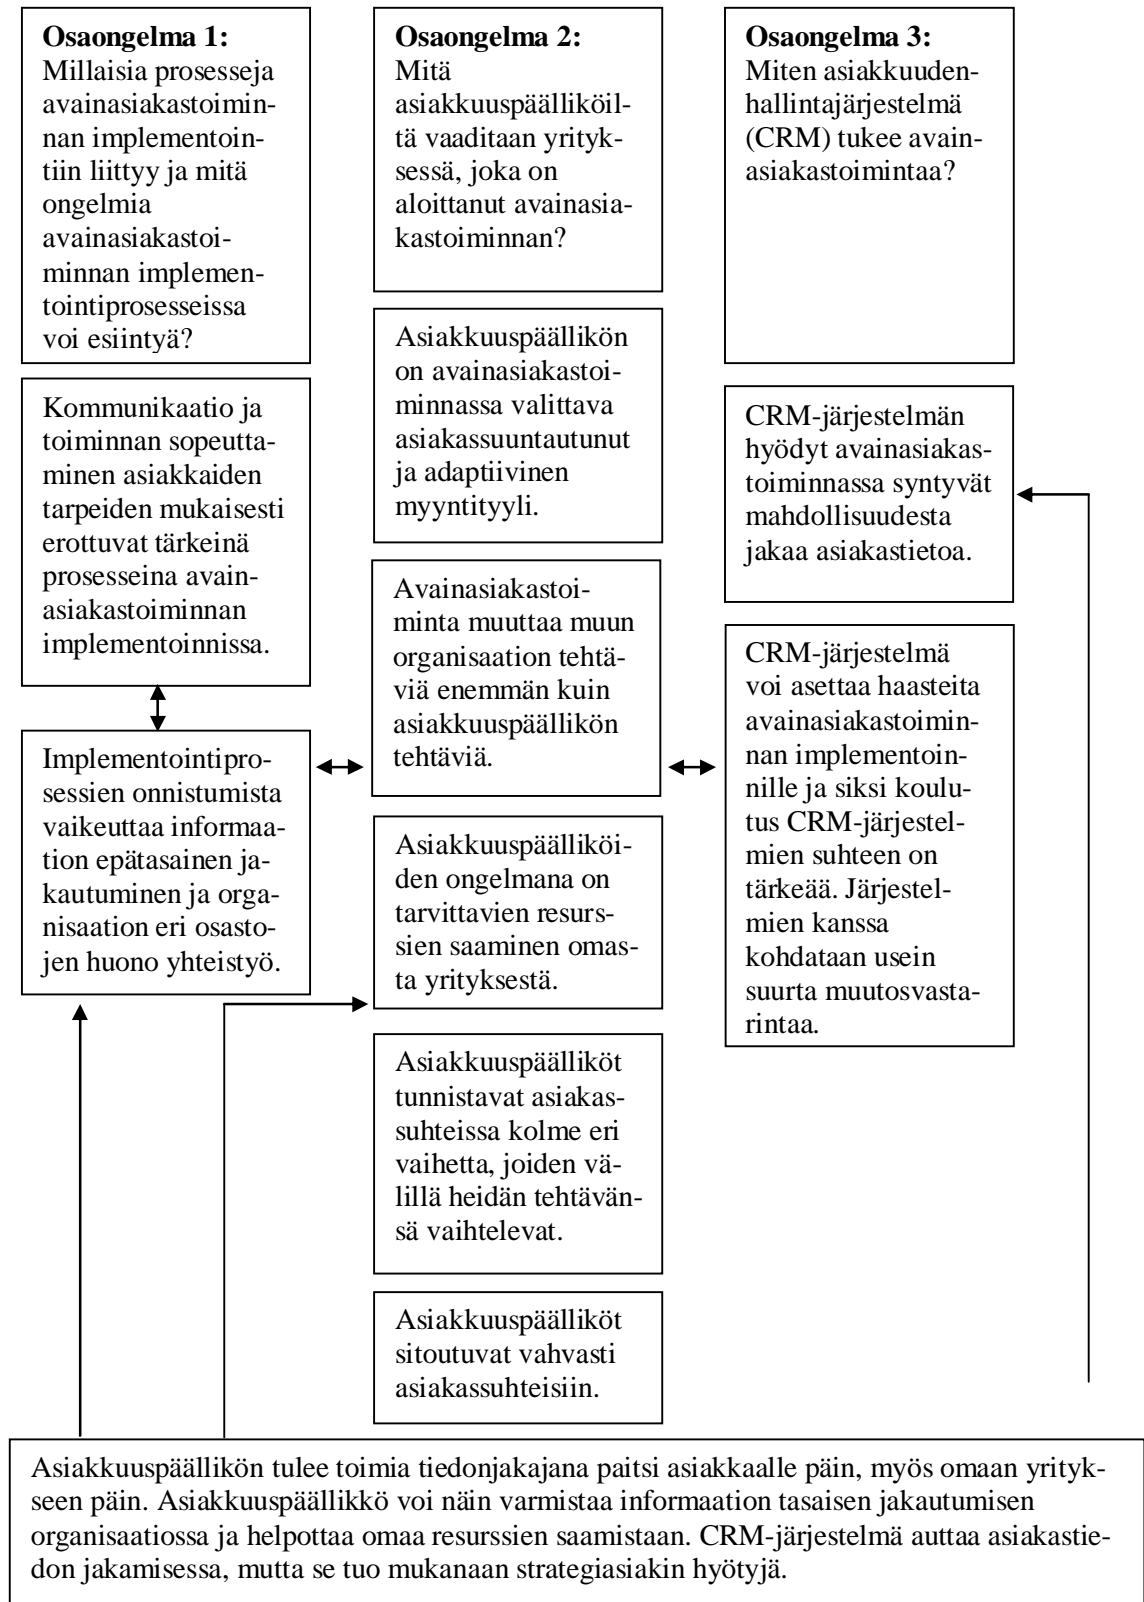 Osaongelma 1:
Millaisia prosesseja
avainasiakastoimin-
nan implementoin-
tiin liittyy ja mitä
ongelmia
avainasiakastoi-
minnan implemen-
tointiprosesseissa
voi esiintyä?
Kommunikaatio ja
toiminnan sopeutta-
minen asiakkaiden
tarpeiden mukaisesti
erottuvat tärkeinä
prosesseina avain-
asiakastoiminnan
implementoinnissa.
Implementointipro-
sessien onnistumista
vaikeuttaa informaa-
tion epätasainen ja-
kautuminen ja orga-
nisaation eri osasto-
jen huono yhteistyö.
Osaongelma 2:
Mitä
asiakkuuspäälliköil-
tä vaaditaan yrityk-
sessä, joka on
aloittanut avainasia-
kastoiminnan?
Asiakkuuspäällikön
on avainasiakastoi-
minnassa valittava
asiakassuuntautunut
ja adaptiivinen
myyntityyli.
Avainasiakastoi-
minta muuttaa muun
organisaation tehtä-
viä enemmän kuin
asiakkuuspäällikön
tehtäviä.
Asiakkuuspäälliköi-
den ongelmana on
tarvittavien resurs-
sien saaminen omas-
ta yrityksestä.
Asiakkuuspäälliköt
tunnistavat asiakas-
suhteissa kolme eri
vaihetta, joiden vä-
lillä heidän tehtävän-
sä vaihtelevat.
Asiakkuuspäälliköt
sitoutuvat vahvasti
asiakassuhteisiin.
Osaongelma 3:
Miten asiakkuuden-
hallintajärjestelmä
(CRM) tukee avain-
asiakastoimintaa?
CRM-järjestelmän
hyödyt avainasiakas-
toiminnassa syntyvät
mahdollisuudesta
jakaa asiakastietoa.
CRM-järjestelmä
voi asettaa haasteita
avainasiakastoimin-
nan implementoin-
nille ja siksi koulu-
tus CRM-järjestel-
mien suhteen on
tärkeää. Järjestel-
mien kanssa
kohdataan usein
suurta muutosvasta-
rintaa.
Asiakkuuspäällikön tulee toimia tiedonjakajana paitsi asiakkaalle päin, myös omaan yrityk-
seen päin. Asiakkuuspäällikkö voi näin varmistaa informaation tasaisen jakautumisen
organisaatiossa ja helpottaa omaa resurssien saamistaan. CRM-järjestelmä auttaa asiakastie-
don jakamisessa, mutta se tuo mukanaan strategiasiakin hyötyjä.